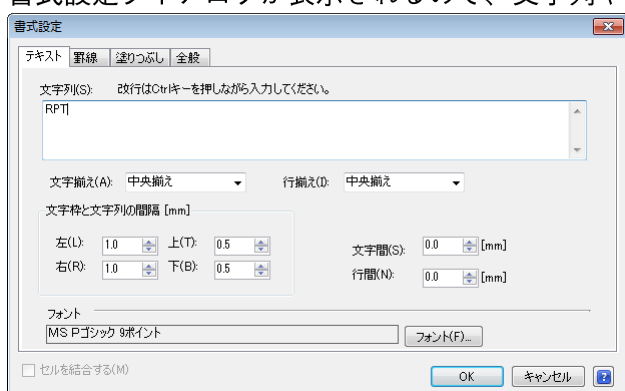 書式設定ダイアログが表示されるので、文字列や
書式設定
テキスト 罫線 塗りつぶし 全般
文字列(S): 改行はCtrlキーを押しながら入力してください。
RPT
文字揃え(A): 中央揃え 行揃え(I): 中央揃え
文字枠と文字列の間隔 [mm]
左(L): 1.0 上(T): 0.5 文字間(S): 0.0 [mm]
右(R): 1.0 下(B): 0.5 行間(N): 0.0 [mm]
フォント
MS Pゴシック 9ポイント フォント(F)...
セルを結合する(M) OK キャンセル ?